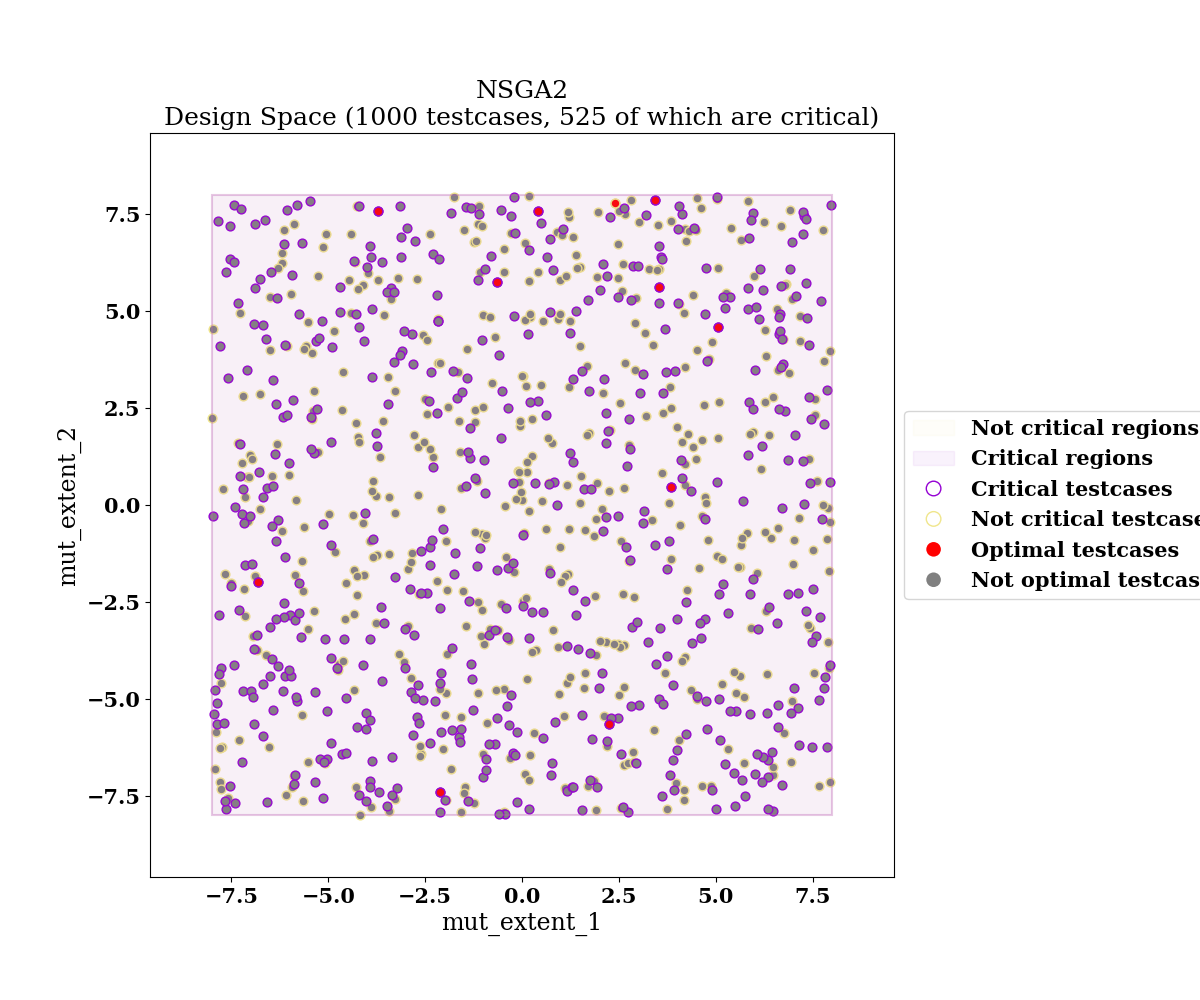 NSGA2
Design Space (1000 testcases, 525 of which are critical)
7.5
5.0
2.5
0.0
−2.5
−5.0
−7.5
mut_extent_2
−7.5 −5.0 −2.5 0.0 2.5 5.0 7.5
mut_extent_1
Not critical regions
Critical regions
Critical testcases
Not critical testcase
Optimal testcases
Not optimal testcas